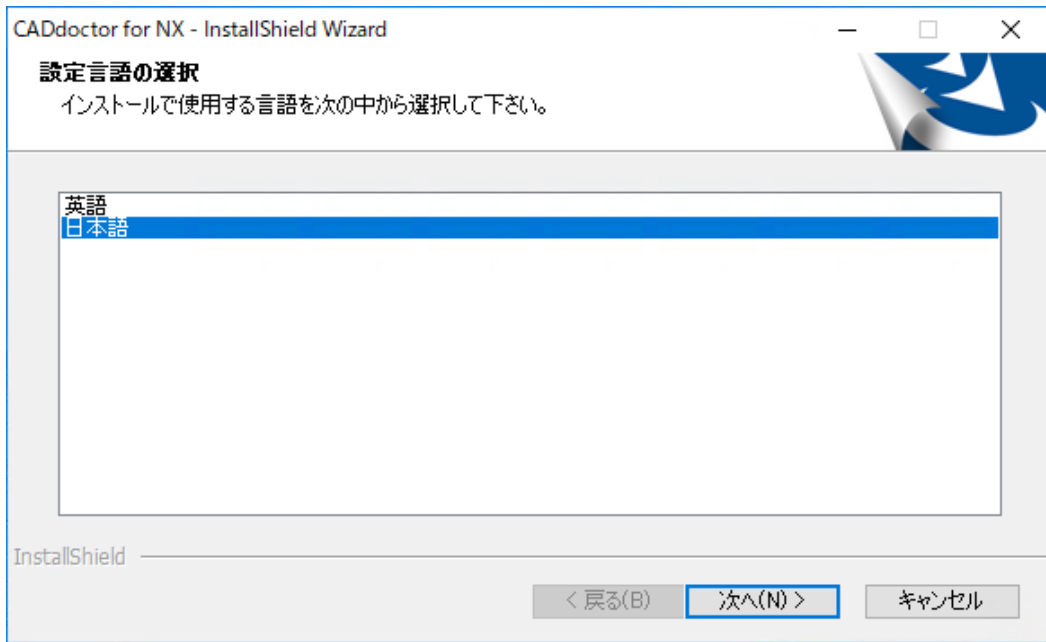 CADdoctor for NX - InstallShield Wizard
設定言語の選択
インストールで使用する言語を次の中から選択して下さい。
英語
日本語
InstallShield
< 戻る(B)
次へ(N) >
キャンセル